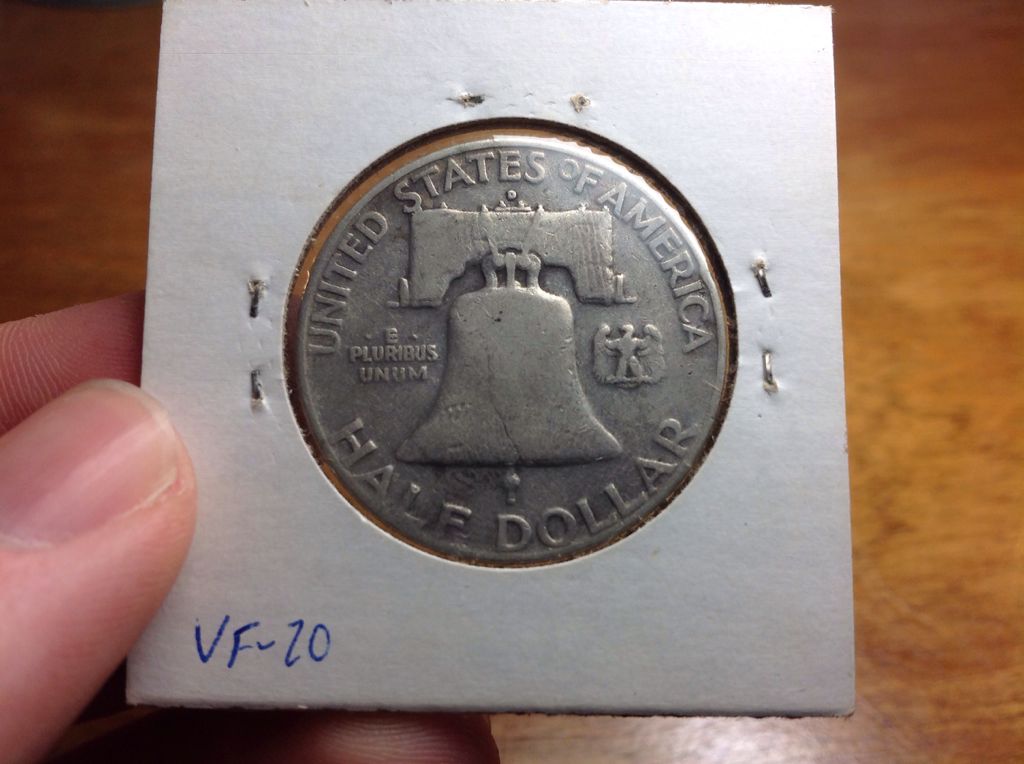 UNITED STATES OF AMERICA
D
· E ·
PLURIBUS
UNUM
HALF DOLLAR
VF-20